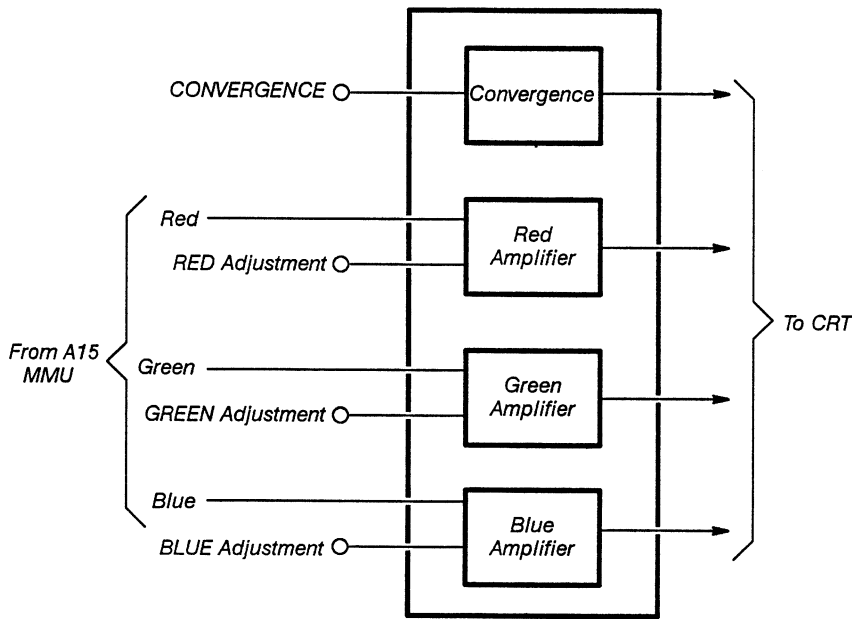 CONVERGENCE
Convergence
Red
RED Adjustment
Red
Amplifier
From A15
MMU
Green
GREEN Adjustment
Green
Amplifier
To CRT
Blue
BLUE Adjustment
Blue
Amplifier